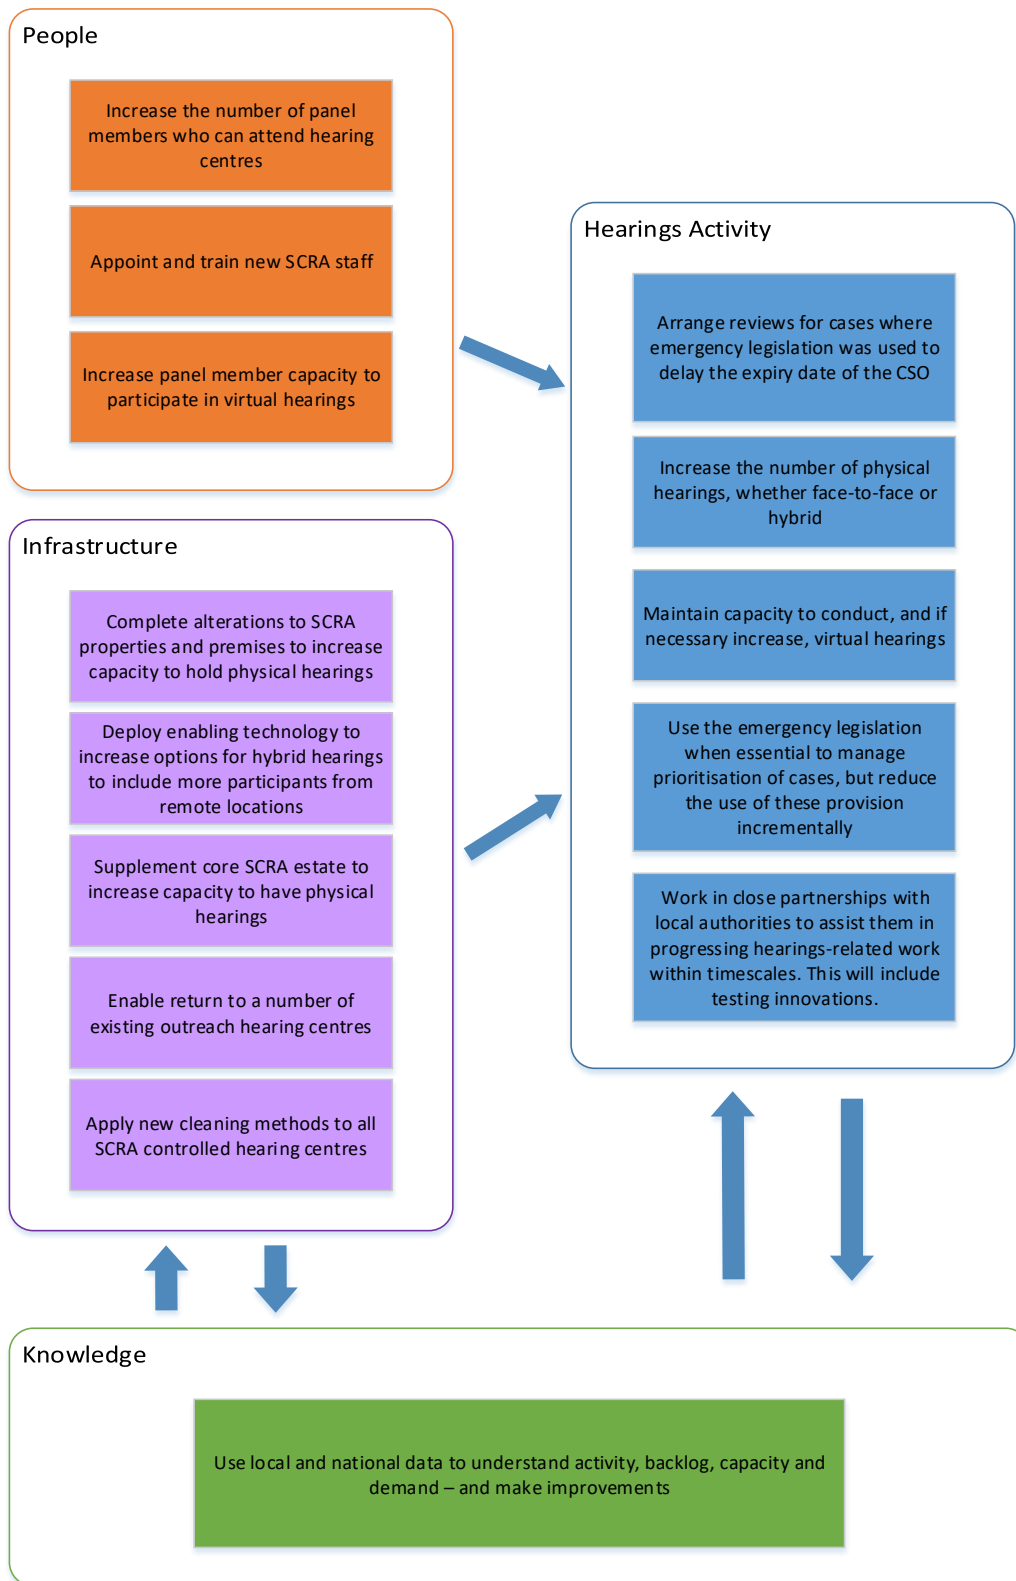 People
Increase the number of panel
members who can attend hearing
centres
Appoint and train new SCRA staff
Increase panel member capacity to
participate in virtual hearings
Infrastructure
Complete alterations to SCRA
properties and premises to increase
capacity to hold physical hearings
Deploy enabling technology to
increase options for hybrid hearings
to include more participants from
remote locations
Supplement core SCRA estate to
increase capacity to have physical
hearings
Enable return to a number of
existing outreach hearing centres
Apply new cleaning methods to all
SCRA controlled hearing centres
Hearings Activity
Arrange reviews for cases where
emergency legislation was used to
delay the expiry date of the CSO
Increase the number of physical
hearings, whether face-to-face or
hybrid
Maintain capacity to conduct, and if
necessary increase, virtual hearings
Use the emergency legislation
when essential to manage
prioritisation of cases, but reduce
the use of these provision
incrementally
Work in close partnerships with
local authorities to assist them in
progressing hearings-related work
within timescales. This will include
testing innovations.
Knowledge
Use local and national data to understand activity, backlog, capacity and
demand – and make improvements